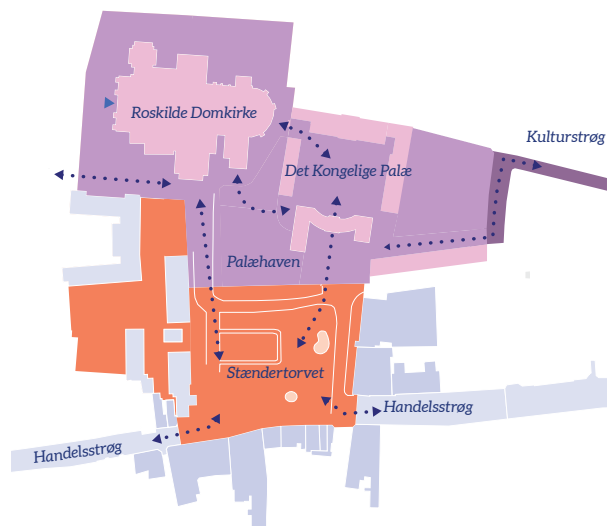 Roskilde Domkirke
Kulturstrøg
Det Kongelige Palæ
Palæhaven
Stændertorvet
Handelsstrøg
Handelsstrøg